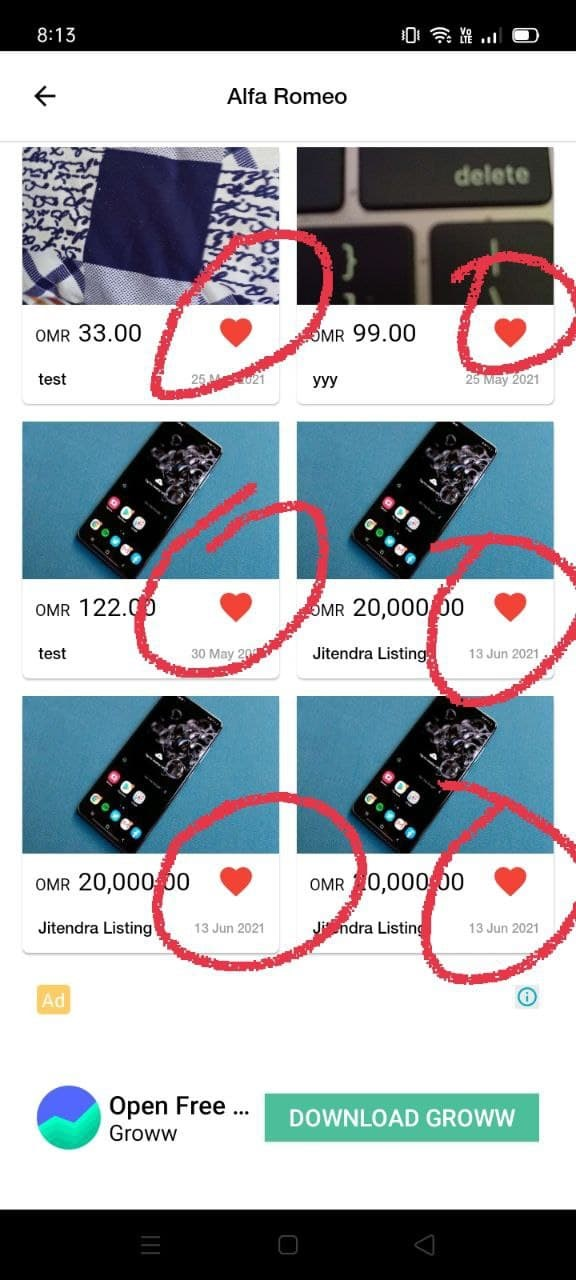 8:13
Vo LTE
Alfa Romeo
delete
}
OMR 33.00
test
25 May 2021
OMR 99.00
yyy
25 May 2021
OMR 122.00
test
30 May 20
OMR 20,000.00
Jitendra Listing
13 Jun 2021
OMR 20,000.00
Jitendra Listing
13 Jun 2021
OMR 20,000.00
Jitendra Listing
13 Jun 2021
Ad
Open Free ...
Groww
DOWNLOAD GROWW